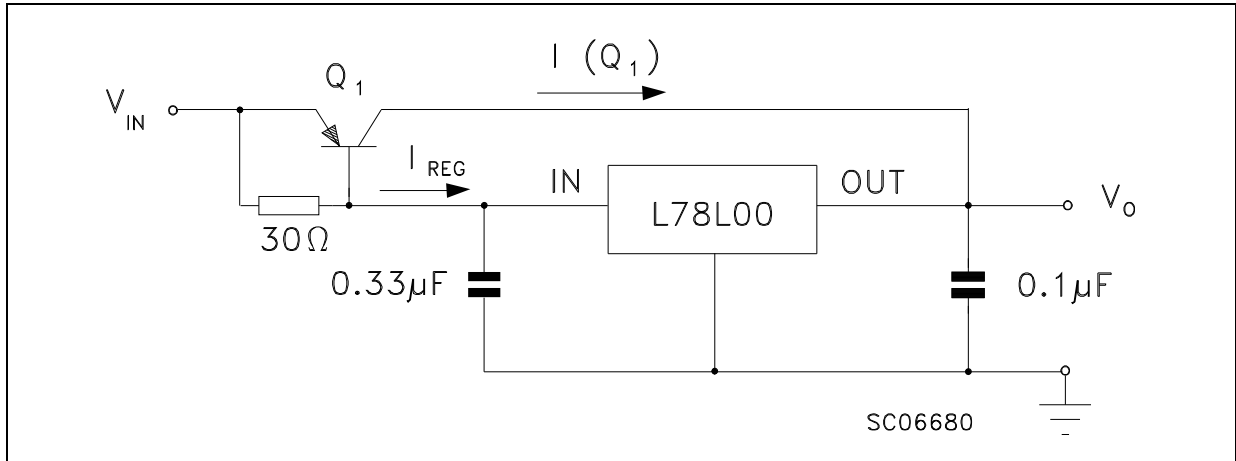 I (Q1)
Q1
VIN
IREG
IN
OUT
VO
L78L00
30Ω
0.33µF
0.1µF
SC06680